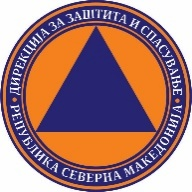 ДИРЕКЦИЈА ЗА ЗАШТИТА И СПАСУВАЊЕ
РЕПУБЛИКА СЕВЕРНА МАКЕДОНИЈА